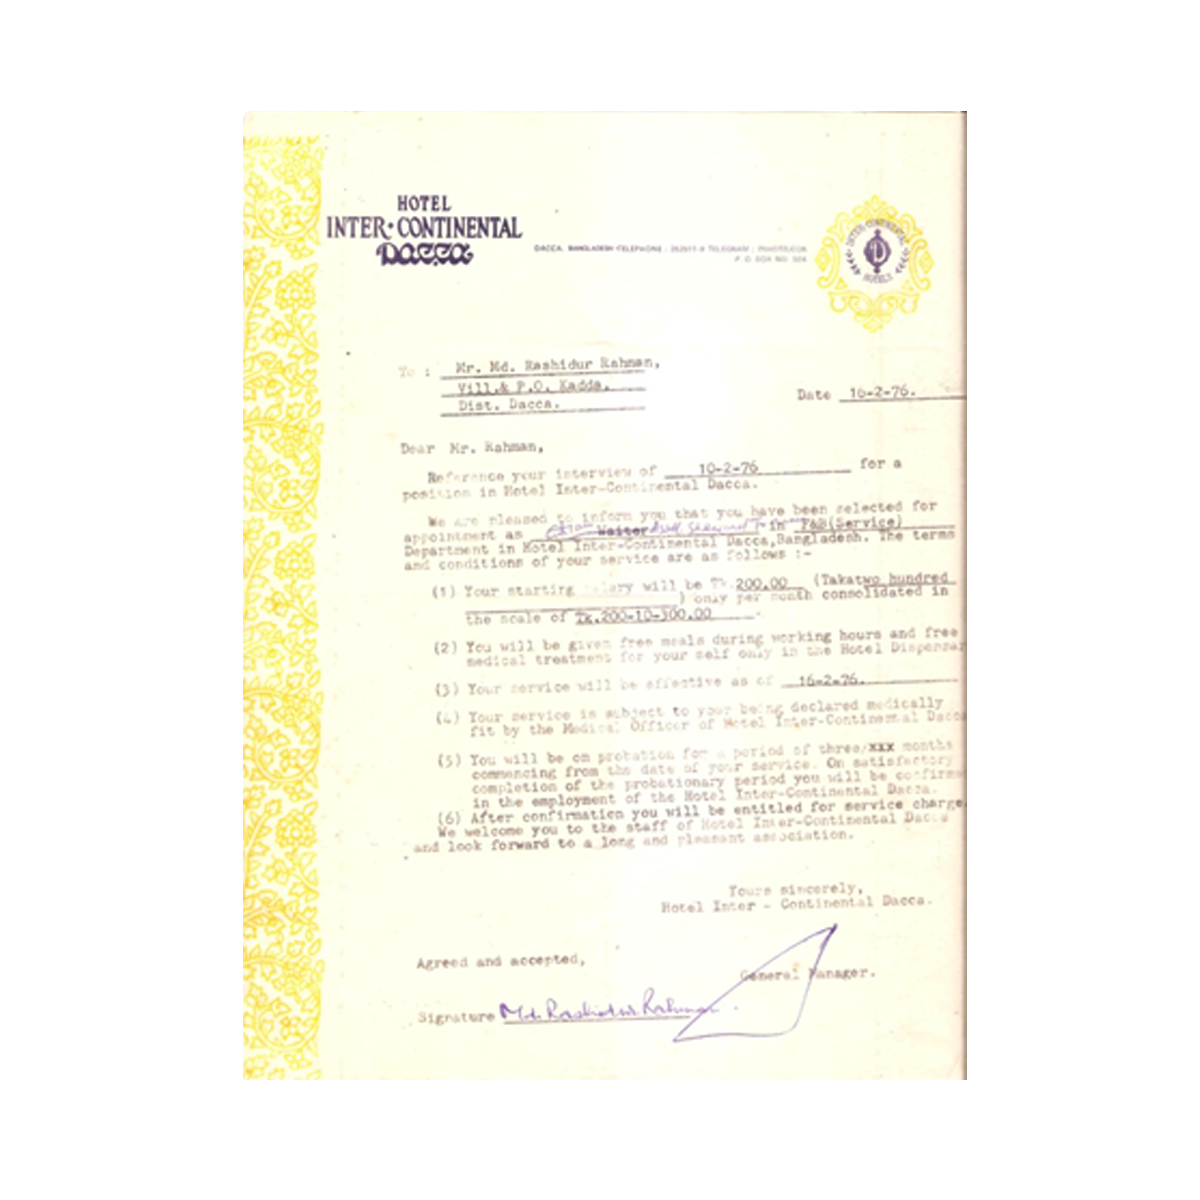 HOTEL
INTER·CONTINENTAL
DACCA
DACCA, BANGLADESH TELEPHONE :
P. O. BOX NO. 504
INTER-CONTINENTAL
D
HOTELS
To : Mr. Md. Rashidur Rahman,
Vill.& P.O. Kadda.
Dist. Dacca.
Date 16-2-76.
Dear Mr. Rahman,
Reference your interview of 10-2-76 for a
position in Hotel Inter-Continental Dacca.
We are pleased to inform you that you have been selected for
appointment as Waiter in F&B(Service)
Department in Hotel Inter-Continental Dacca,Bangladesh. The terms
and conditions of your service are as follows :-
(1) Your starting salary will be Tk.200.00 (Takatwo hundred
) only per month consolidated in
the scale of Tk.200-10-300.00 .
(2) You will be given free meals during working hours and free
medical treatment for your self only in the Hotel Dispensar
(3) Your service will be effective as of 16-2-76.
(4) Your service is subject to your being declared medically
fit by the Medical Officer of Hotel Inter-Continental Dacca
(5) You will be on probation for a period of three/xxx months
commencing from the date of your service. On satisfactory
completion of the probationary period you will be confirme
in the employment of the Hotel Inter-Continental Dacca.
(6) After confirmation you will be entitled for service charge.
We welcome you to the staff of Hotel Inter-Continental Dacca
and look forward to a long and pleasant association.
Yours sincerely,
Hotel Inter - Continental Dacca.
Agreed and accepted,
General Manager.
Signature Md. Rashidur Rahman